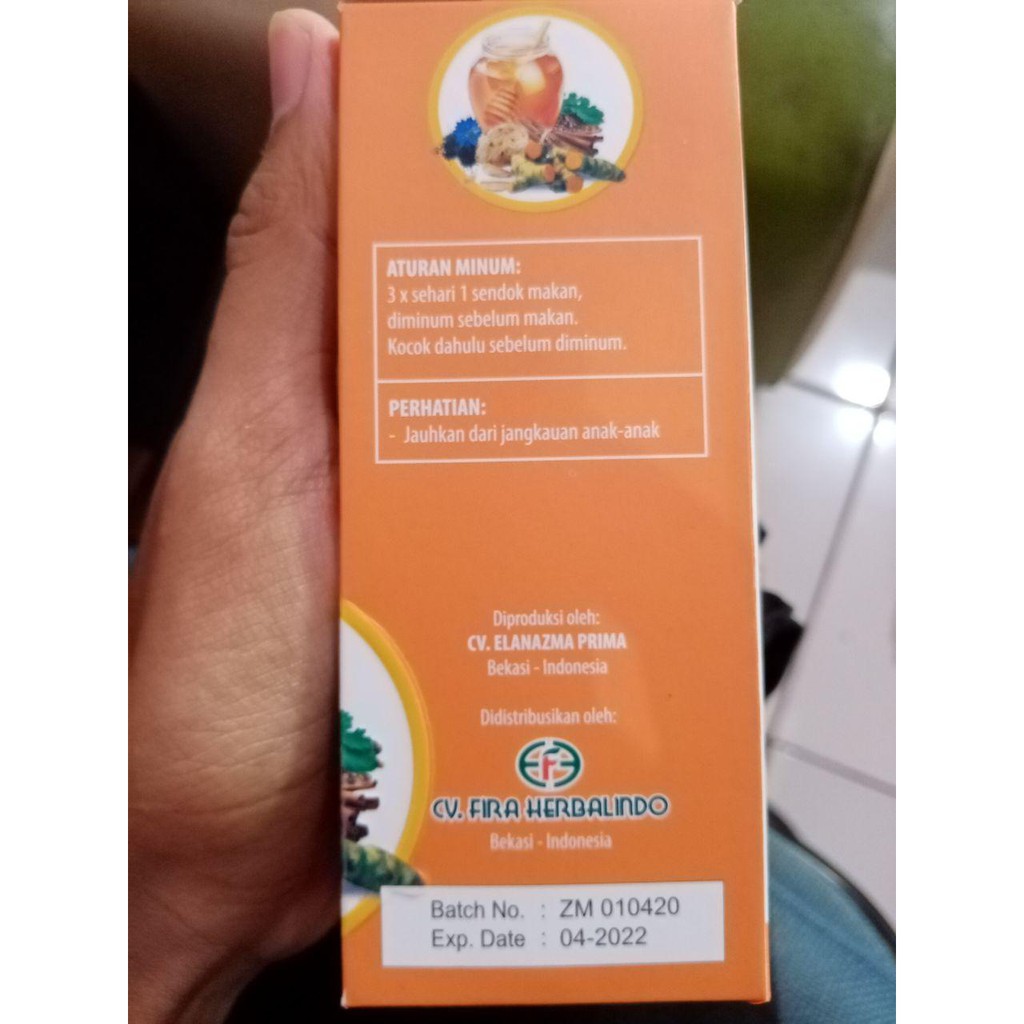 ATURAN MINUM:
3 x sehari 1 sendok makan,
diminum sebelum makan.
Kocok dahulu sebelum diminum.
PERHATIAN:
- Jauhkan dari jangkauan anak-anak
Diproduksi oleh:
CV. ELANAZMA PRIMA
Bekasi - Indonesia
Didistribusikan oleh:
CV. FIRA HERBALINDO
Bekasi - Indonesia
Batch No. : ZM 010420
Exp. Date : 04-2022